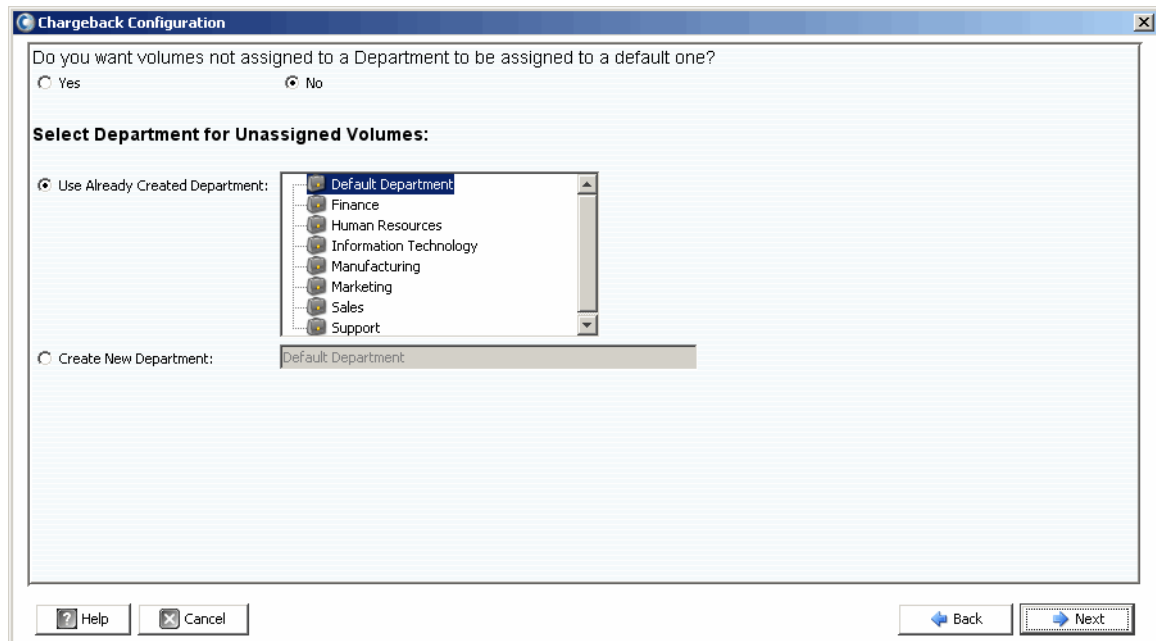 Chargeback Configuration
Do you want volumes not assigned to a Department to be assigned to a default one?
Yes No
Select Department for Unassigned Volumes:
Use Already Created Department:
Default Department
Finance
Human Resources
Information Technology
Manufacturing
Marketing
Sales
Support
Create New Department: Default Department
Help Cancel Back Next